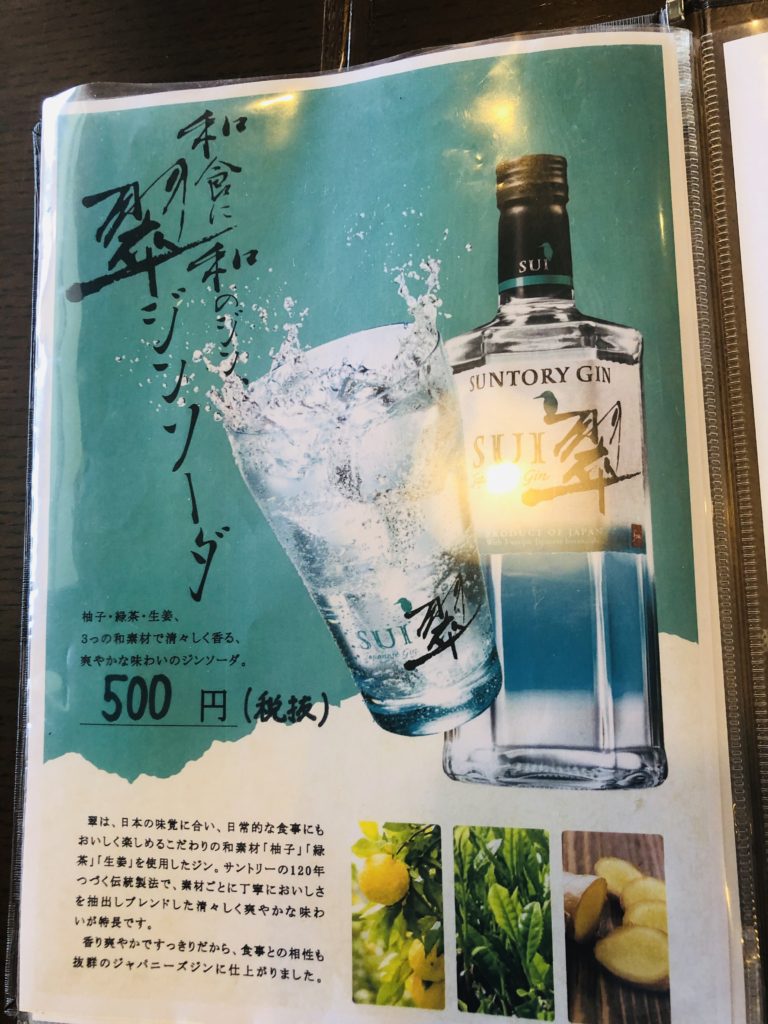 和食に、和のジン、
翠ジンソーダ
SUI
SUNTORY GIN
SUI 翠
Japanese Gin
PRODUCT OF JAPAN
SUI 翠
Japanese Gin
柚子・緑茶・生姜、
3つの和素材で清々しく香る、
爽やかな味わいのジンソーダ。
500 円 (税抜)
翠は、日本の味覚に合い、日常的な食事にも
おいしく楽しめるこだわりの和素材「柚子」「緑
茶」「生姜」を使用したジン。サントリーの120年
つづく伝統製法で、素材ごとに丁寧においしさ
を抽出しブレンドした清々しく爽やかな味わ
いが特長です。
香り爽やかですっきりだから、食事との相性も
抜群のジャパニーズジンに仕上がりました。